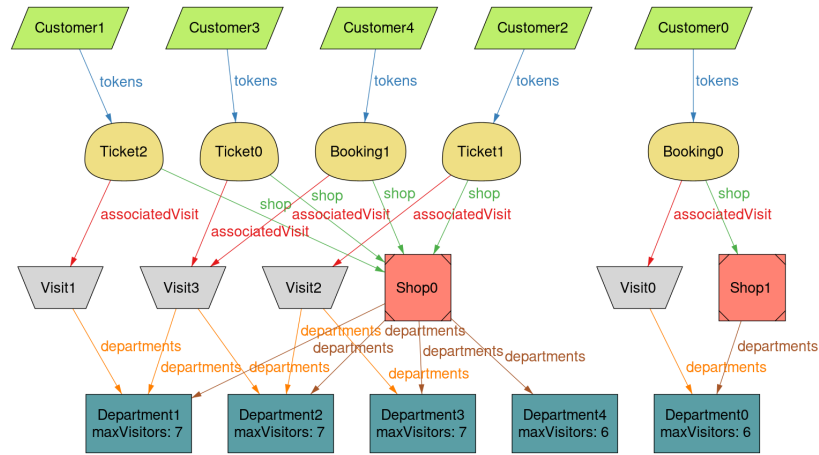 Customer1
Customer3
Customer4
Customer2
Customer0
tokens
tokens
tokens
tokens
tokens
Ticket2
Ticket0
Booking1
Ticket1
Booking0
shop
shop
shop
shop
shop
associatedVisit
associatedVisit
associatedVisit
associatedVisit
associatedVisit
Visit1
Visit3
Visit2
Shop0
Visit0
Shop1
departments
departments
departments
departments
departments
departments
departments
departments
departments
departments
departments
Department1
maxVisitors: 7
Department2
maxVisitors: 7
Department3
maxVisitors: 7
Department4
maxVisitors: 6
Department0
maxVisitors: 6